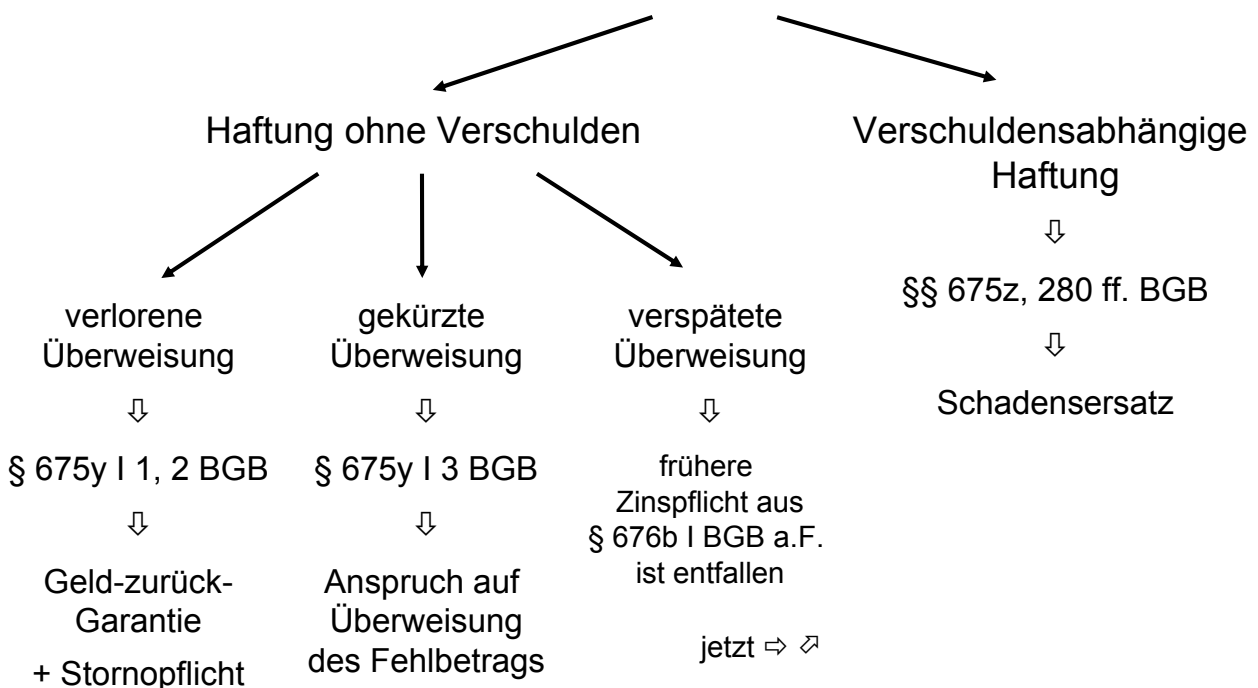 Haftung ohne Verschulden
Verschuldensabhängige
Haftung
⇩
§§ 675z, 280 ff. BGB
⇩
Schadensersatz
verlorene
Überweisung
⇩
§ 675y I 1, 2 BGB
⇩
Geld-zurück-
Garantie
+ Stornopflicht
gekürzte
Überweisung
⇩
§ 675y I 3 BGB
⇩
Anspruch auf
Überweisung
des Fehlbetrags
verspätete
Überweisung
⇩
frühere
Zinspflicht aus
§ 676b I BGB a.F.
ist entfallen
jetzt ⇨ ⬀